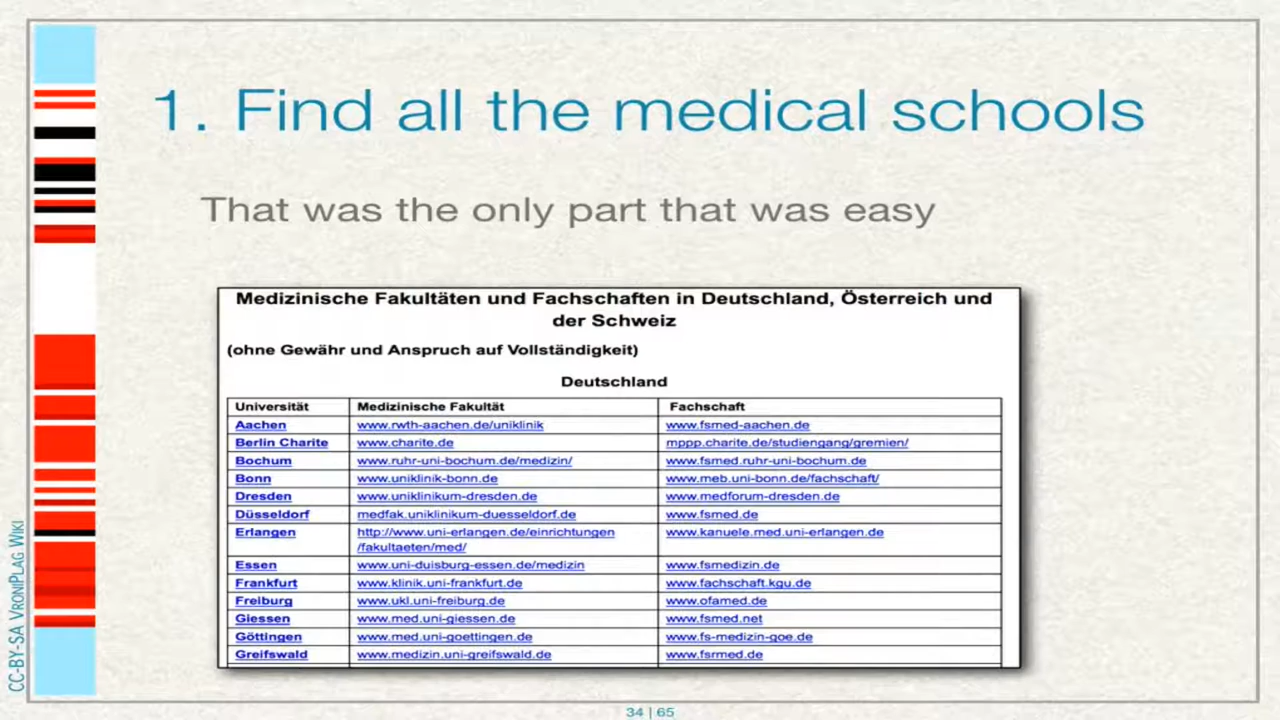 1. Find all the medical schools
That was the only part that was easy
Medizinische Fakultäten und Fachschaften in Deutschland, Österreich und
der Schweiz
(ohne Gewähr und Anspruch auf Vollständigkeit)
Deutschland
Universität Medizinische Fakultät Fachschaft
Aachen www.rwth-aachen.de/uniklinik www.fsmed-aachen.de
Berlin Charite www.charite.de mppp.charite.de/studiengang/gremien/
Bochum www.ruhr-uni-bochum.de/medizin/ www.fsmed.ruhr-uni-bochum.de
Bonn www.uniklinik-bonn.de www.meb.uni-bonn.de/fachschaft/
Dresden www.uniklinikum-dresden.de www.medforum-dresden.de
Düsseldorf medfak.uniklinikum-duesseldorf.de www.fsmed.de
Erlangen http://www.uni-erlangen.de/einrichtungen www.kanuele.med.uni-erlangen.de
/fakultaeten/med/
Essen www.uni-duisburg-essen.de/medizin www.fsmedizin.de
Frankfurt www.klinik.uni-frankfurt.de www.fachschaft.kgu.de
Freiburg www.ukl.uni-freiburg.de www.ofamed.de
Giessen www.med.uni-giessen.de www.fsmed.net
Göttingen www.med.uni-goettingen.de www.fs-medizin-goe.de
Greifswald www.medizin.uni-greifswald.de www.fsrmed.de
CC-BY-SA VRONIPLAG WIKI
34 | 65